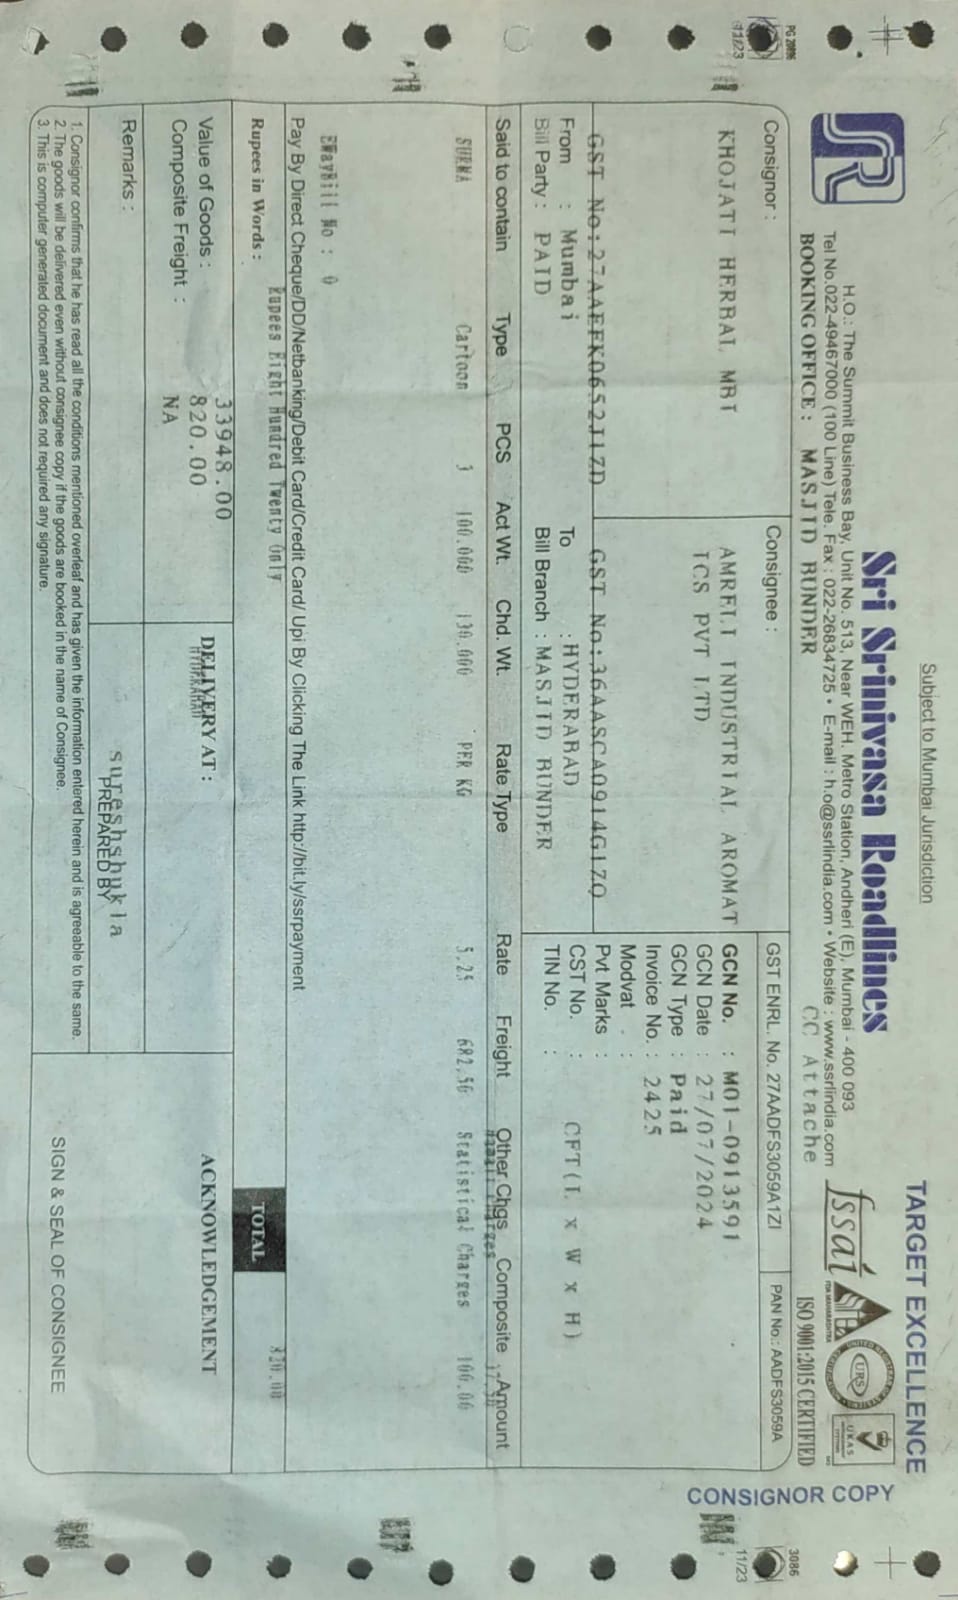 Subject to Mumbai Jurisdiction
TARGET EXCELLENCE
CONSIGNOR COPY
Sri Srinivasa Roadlines
H.O.: The Summit Business Bay, Unit No. 513, Near WEH. Metro Station, Andheri (E), Mumbai - 400 093
Tel No.022-49467000 (100 Line) Tele. Fax : 022-26834725 • E-mail : h.o@ssrlindia.com • Website : www.ssrlindia.com
BOOKING OFFICE : MASJID BUNDER CC Attache
fssai
URS
UKAS
ISO 9001:2015 CERTIFIED
Consignor :
KHOJATI HERBAL MBI
GST No:27AAEFK0652J1ZD
Consignee :
AMRELI INDUSTRIAL AROMAT
ICS PVT LTD
GST No:36AASCA0914G1ZQ
GST ENRL. No. 27AADFS3059A1ZI
PAN No.: AADFS3059A
GCN No. : M01-0913591
GCN Date : 27/07/2024
GCN Type : Paid
Invoice No. : 2425
Modvat :
Pvt Marks :
CST No. : CFT(L x W x H)
TIN No. :
From : Mumbai To : HYDERABAD
Bill Party : PAID Bill Branch : MASJID BUNDER
Said to contain Type PCS Act Wt. Chd. Wt. Rate Type Rate Freight Other.Chgs Composite Amount
SURMA Cartoon 3 100.000 130.000 PER KG 5.25 682.50 Statistical Charges 100.00
EWayBill No : 0
Pay By Direct Cheque/DD/Netbanking/Debit Card/Credit Card/ Upi By Clicking The Link http://bit.ly/ssrpayment
Rupees in Words : Rupees Eight Hundred Twenty Only
TOTAL 820.00
Value of Goods : 33948.00
820.00
Composite Freight : NA
DELIVERY AT :
HYDERABAD
ACKNOWLEDGEMENT
Remarks :
sureshshukla
PREPARED BY
SIGN & SEAL OF CONSIGNEE
1. Consignor confirms that he has read all the conditions mentioned overleaf and has given the information entered herein and is agreeable to the same.
2. The goods will be delivered even without consignee copy if the goods are booked in the name of Consignee.
3. This is computer generated document and does not required any signature.
11/23
3086
11/23